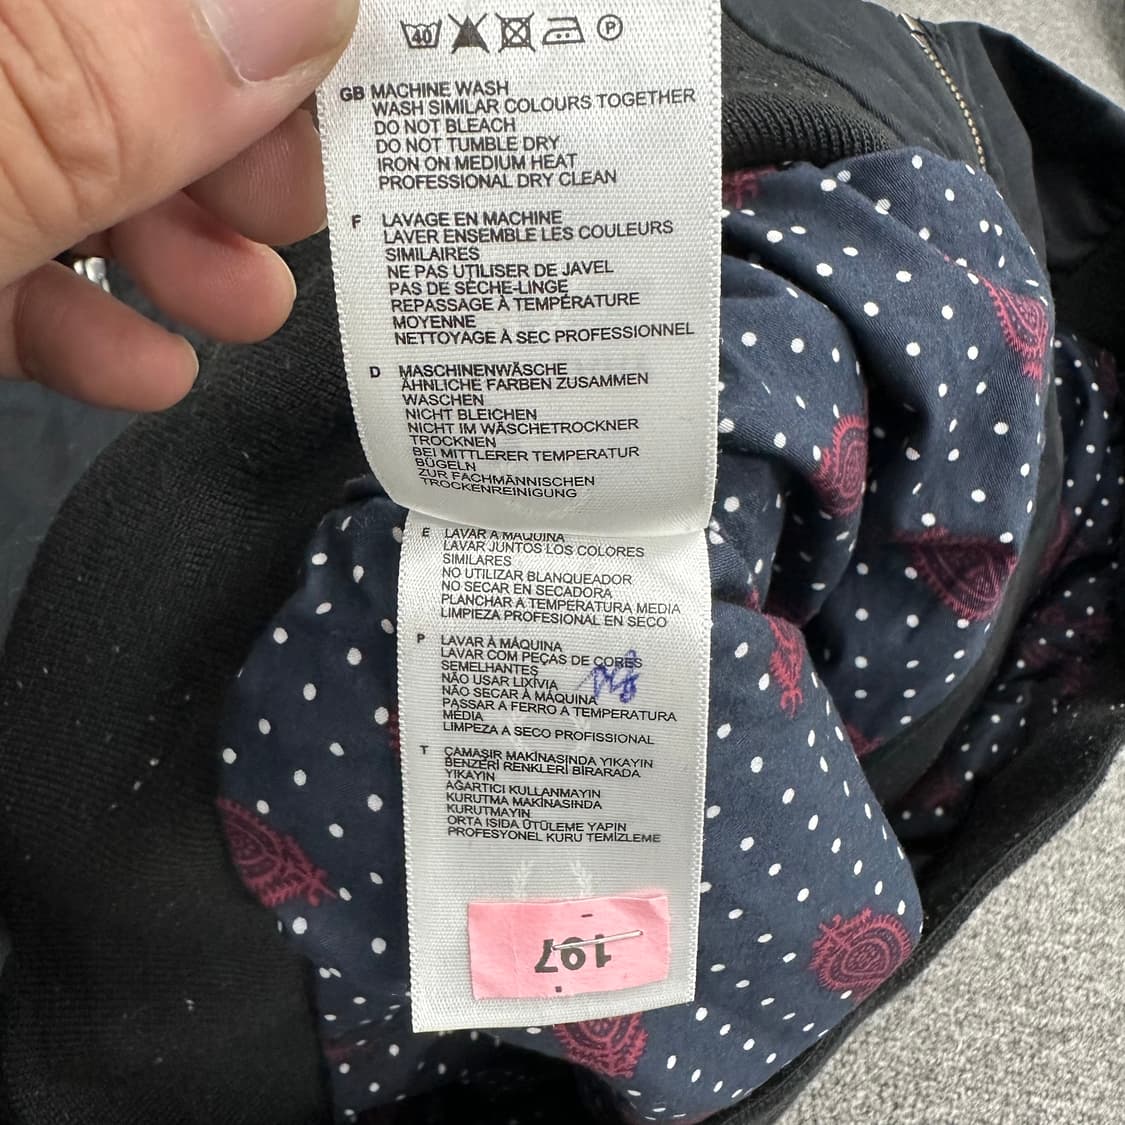 40 P
GB MACHINE WASH
WASH SIMILAR COLOURS TOGETHER
DO NOT BLEACH
DO NOT TUMBLE DRY
IRON ON MEDIUM HEAT
PROFESSIONAL DRY CLEAN
F LAVAGE EN MACHINE
LAVER ENSEMBLE LES COULEURS
SIMILAIRES
NE PAS UTILISER DE JAVEL
PAS DE SÈCHE-LINGE
REPASSAGE À TEMPÉRATURE
MOYENNE
NETTOYAGE À SEC PROFESSIONNEL
D MASCHINENWÄSCHE
ÄHNLICHE FARBEN ZUSAMMEN
WASCHEN
NICHT BLEICHEN
NICHT IM WÄSCHETROCKNER
TROCKNEN
BEI MITTLERER TEMPERATUR
BÜGELN
ZUR FACHMÄNNISCHEN
TROCKENREINIGUNG
E LAVAR A MÁQUINA
LAVAR JUNTOS LOS COLORES
SIMILARES
NO UTILIZAR BLANQUEADOR
NO SECAR EN SECADORA
PLANCHAR A TEMPERATURA MEDIA
LIMPIEZA PROFESIONAL EN SECO
P LAVAR À MÁQUINA
LAVAR COM PEÇAS DE CORES
SEMELHANTES
NÃO USAR LIXÍVIA
NÃO SECAR À MÁQUINA
PASSAR A FERRO A TEMPERATURA
MÉDIA
LIMPEZA A SECO PROFISSIONAL
T ÇAMAŞIR MAKİNASINDA YIKAYIN
BENZERİ RENKLERİ BİRARADA
YIKAYIN
AĞARTICI KULLANMAYIN
KURUTMA MAKİNASINDA
KURUTMAYIN
ORTA ISIDA ÜTÜLEME YAPIN
PROFESYONEL KURU TEMİZLEME
197